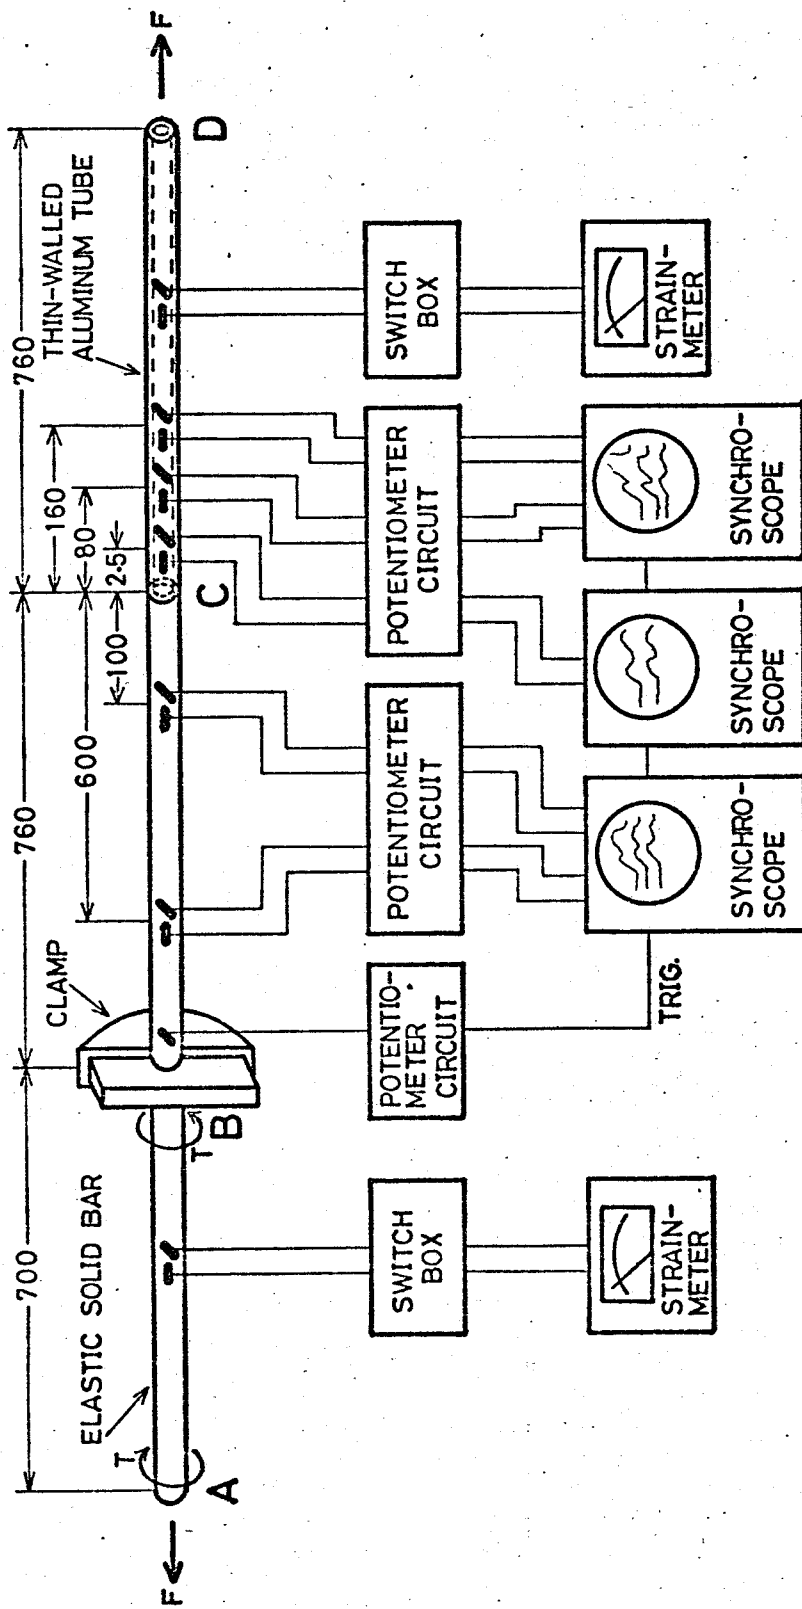 760
760
700
THIN-WALLED
ALUMINUM TUBE
160
80
2·5
100
600
CLAMP
ELASTIC SOLID BAR
F
T
A
T
B
C
D
F
SWITCH
BOX
POTENTIO-
METER
CIRCUIT
POTENTIOMETER
CIRCUIT
POTENTIOMETER
CIRCUIT
SWITCH
BOX
STRAIN-
METER
TRIG.
SYNCHRO-
SCOPE
SYNCHRO-
SCOPE
SYNCHRO-
SCOPE
STRAIN-
METER